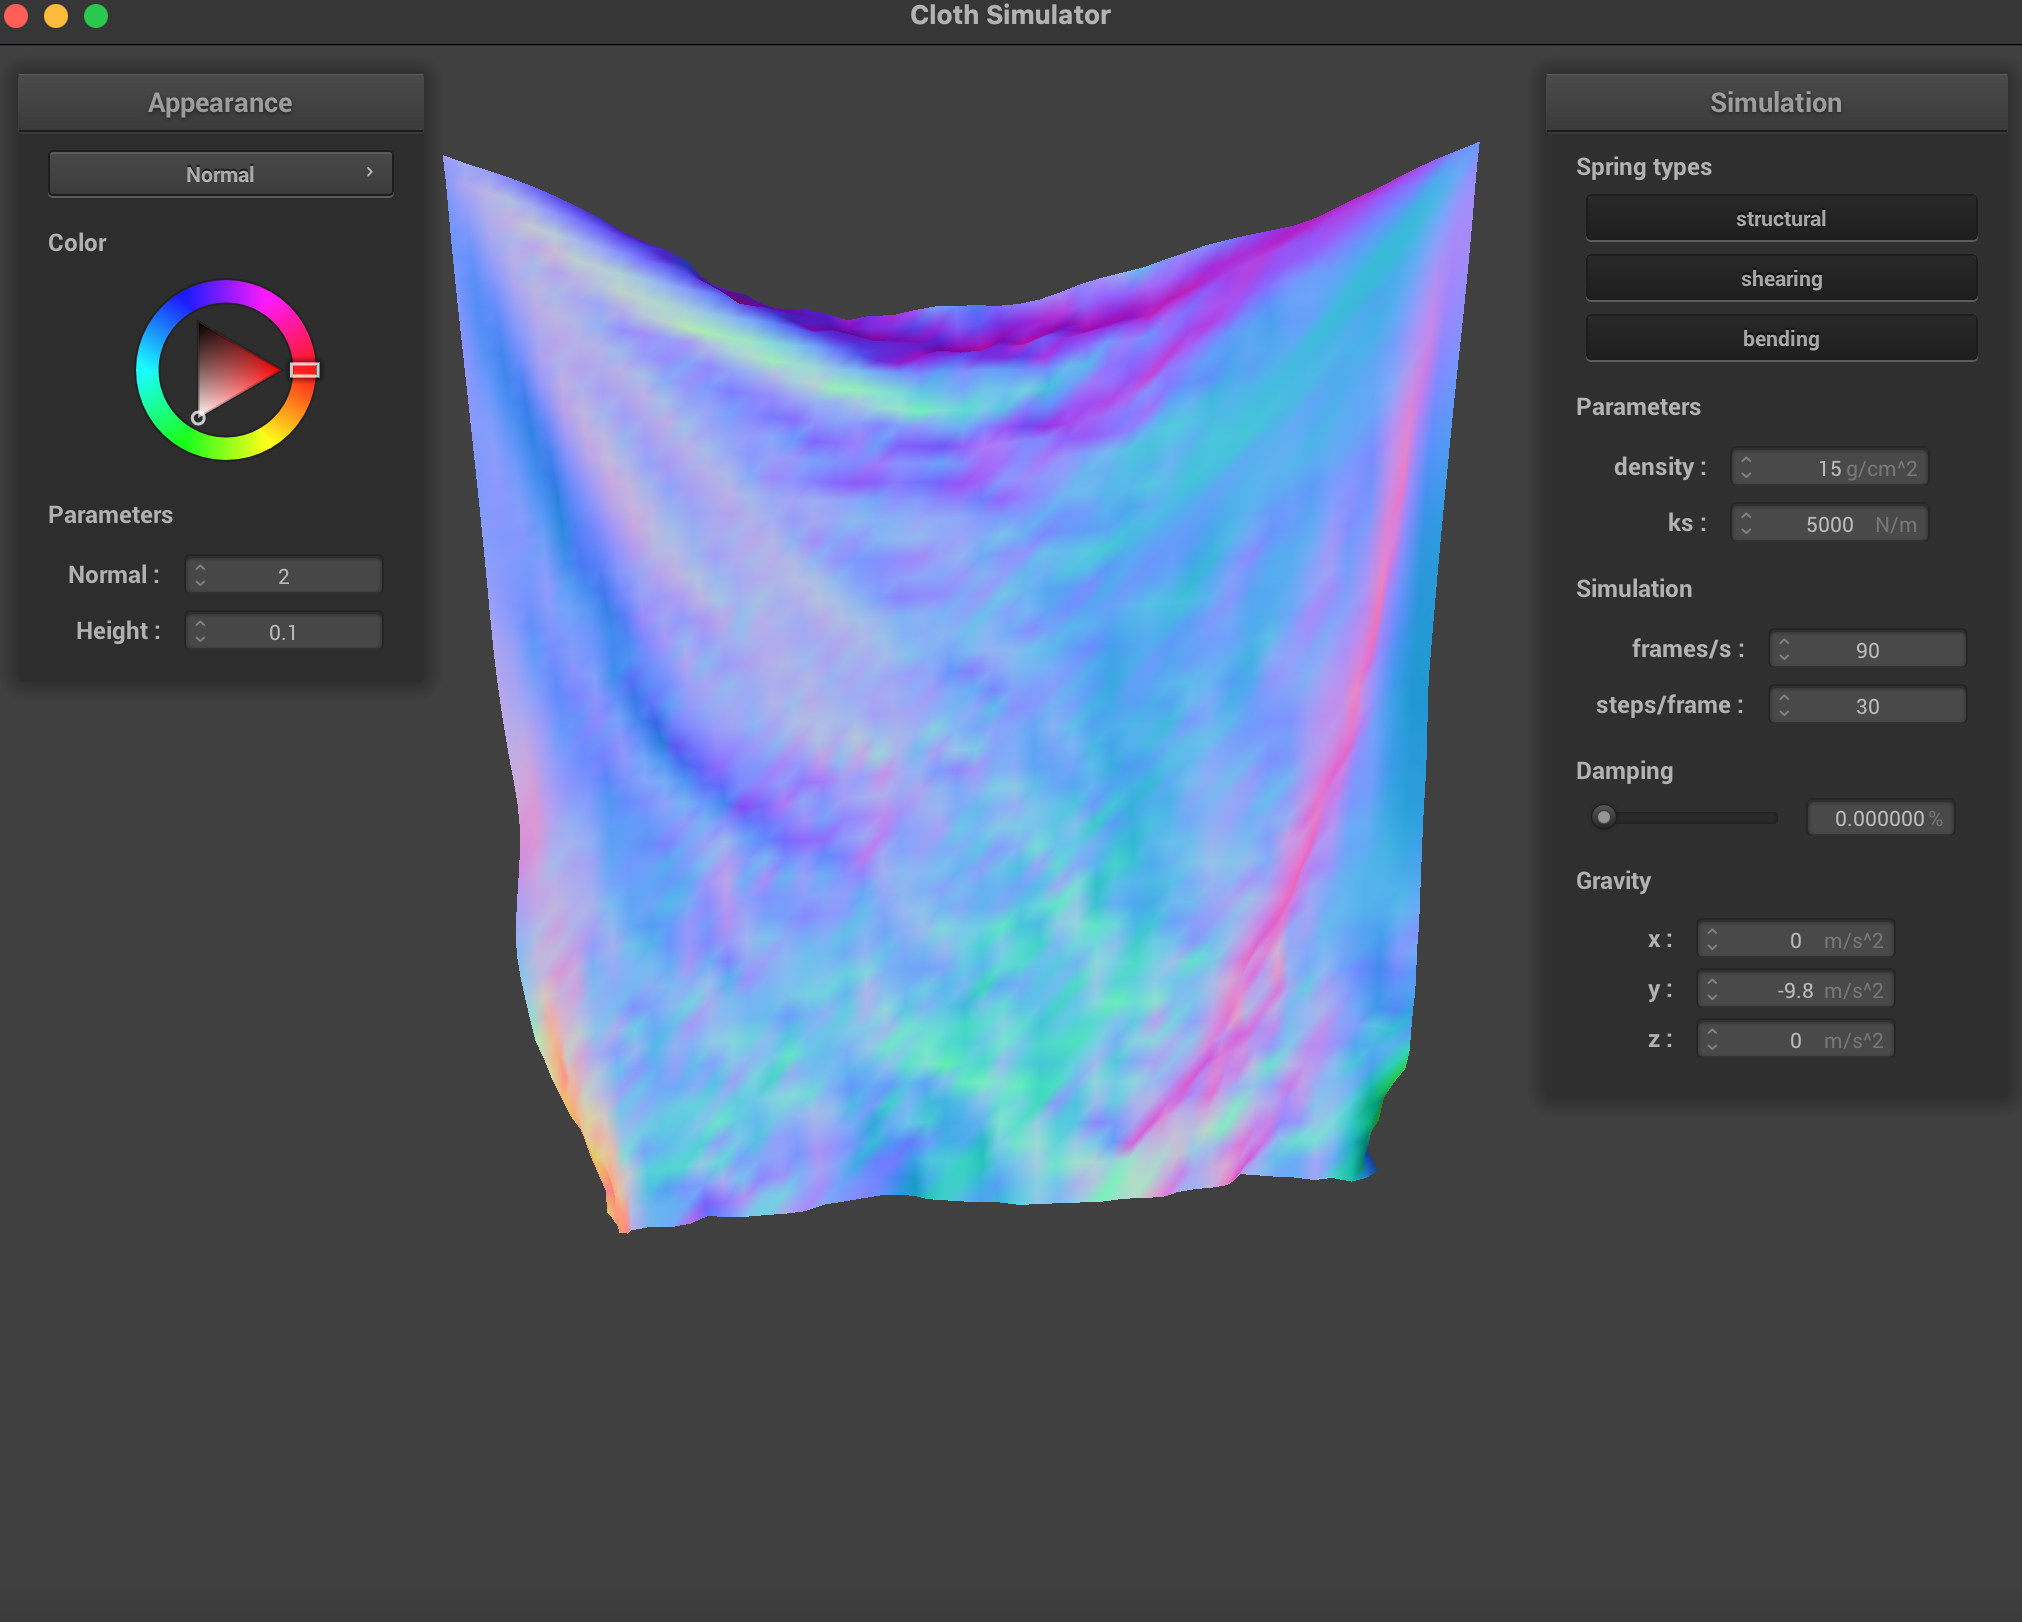 Cloth Simulator
Appearance
Normal
Color
Parameters
Normal : 2
Height : 0.1
Simulation
Spring types
structural
shearing
bending
Parameters
density : 15 g/cm^2
ks : 5000 N/m
Simulation
frames/s : 90
steps/frame : 30
Damping
0.000000 %
Gravity
x : 0 m/s^2
y : -9.8 m/s^2
z : 0 m/s^2